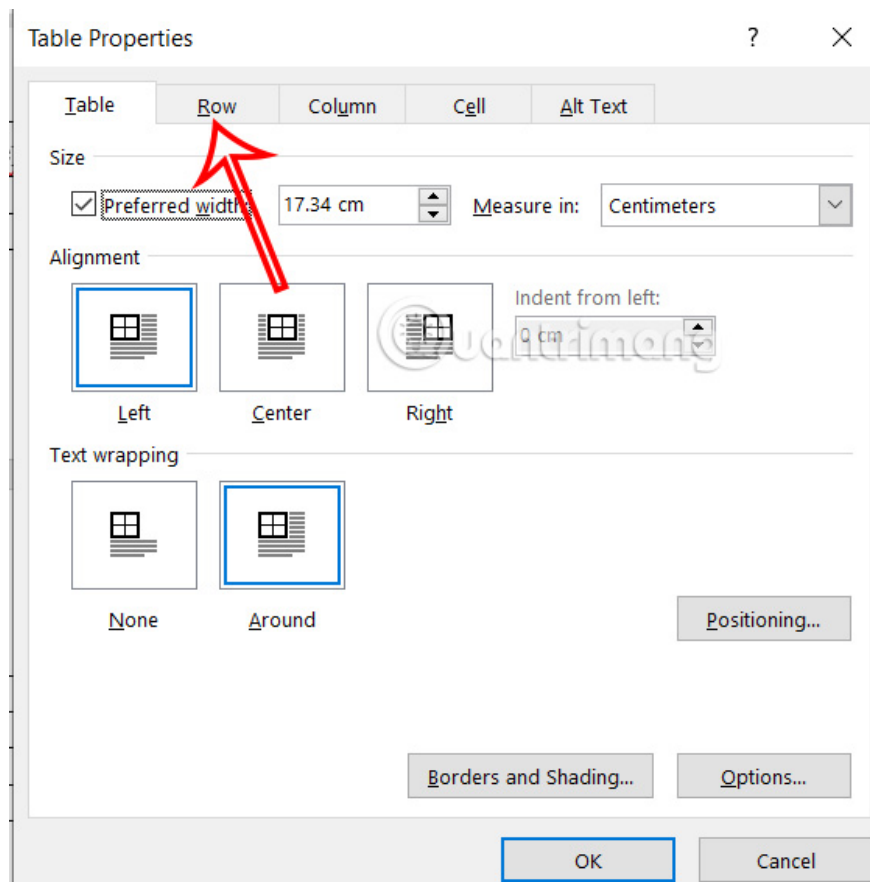 Table Properties ?
Table Row Column Cell Alt Text
Size
Preferred width: 17.34 cm Measure in: Centimeters
Alignment
Indent from left:
0 cm
Quantrimang
Left Center Right
Text wrapping
None Around Positioning...
Borders and Shading... Options...
OK Cancel